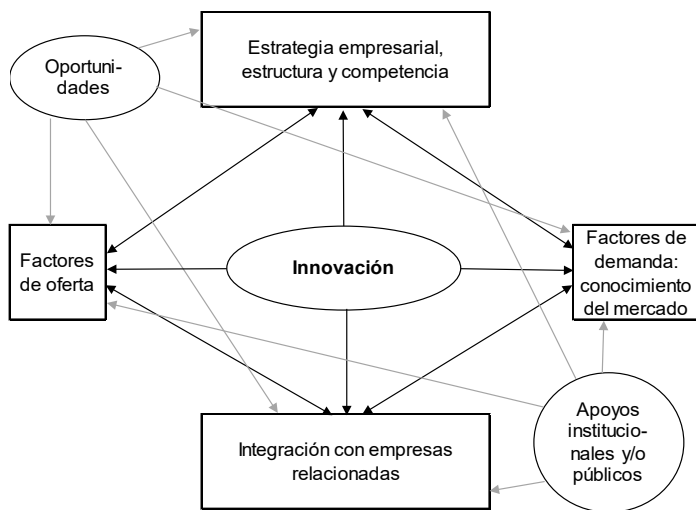 Estrategia empresarial,
estructura y competencia
Oportuni-
dades
Factores
de oferta
Innovación
Factores de
demanda:
conocimiento
del mercado
Integración con empresas
relacionadas
Apoyos
institucio-
nales y/o
públicos